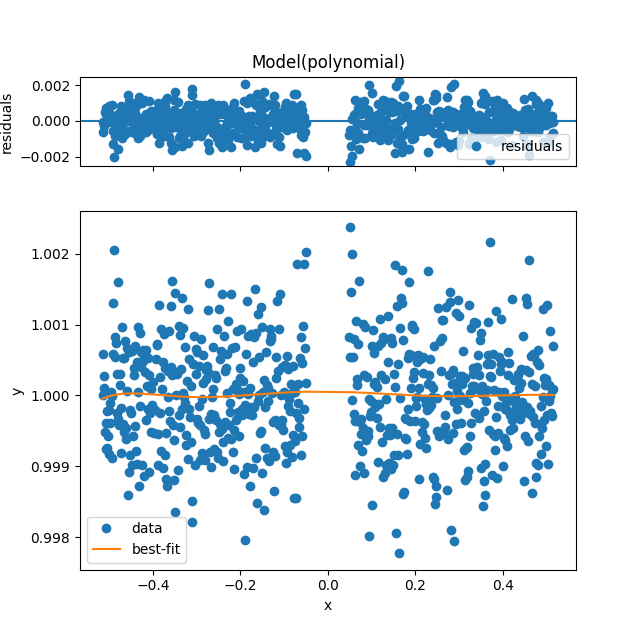 Model(polynomial)
residuals
0.002
0.000
−0.002
residuals
y
1.002
1.001
1.000
0.999
0.998
data
best-fit
−0.4 −0.2 0.0 0.2 0.4
x